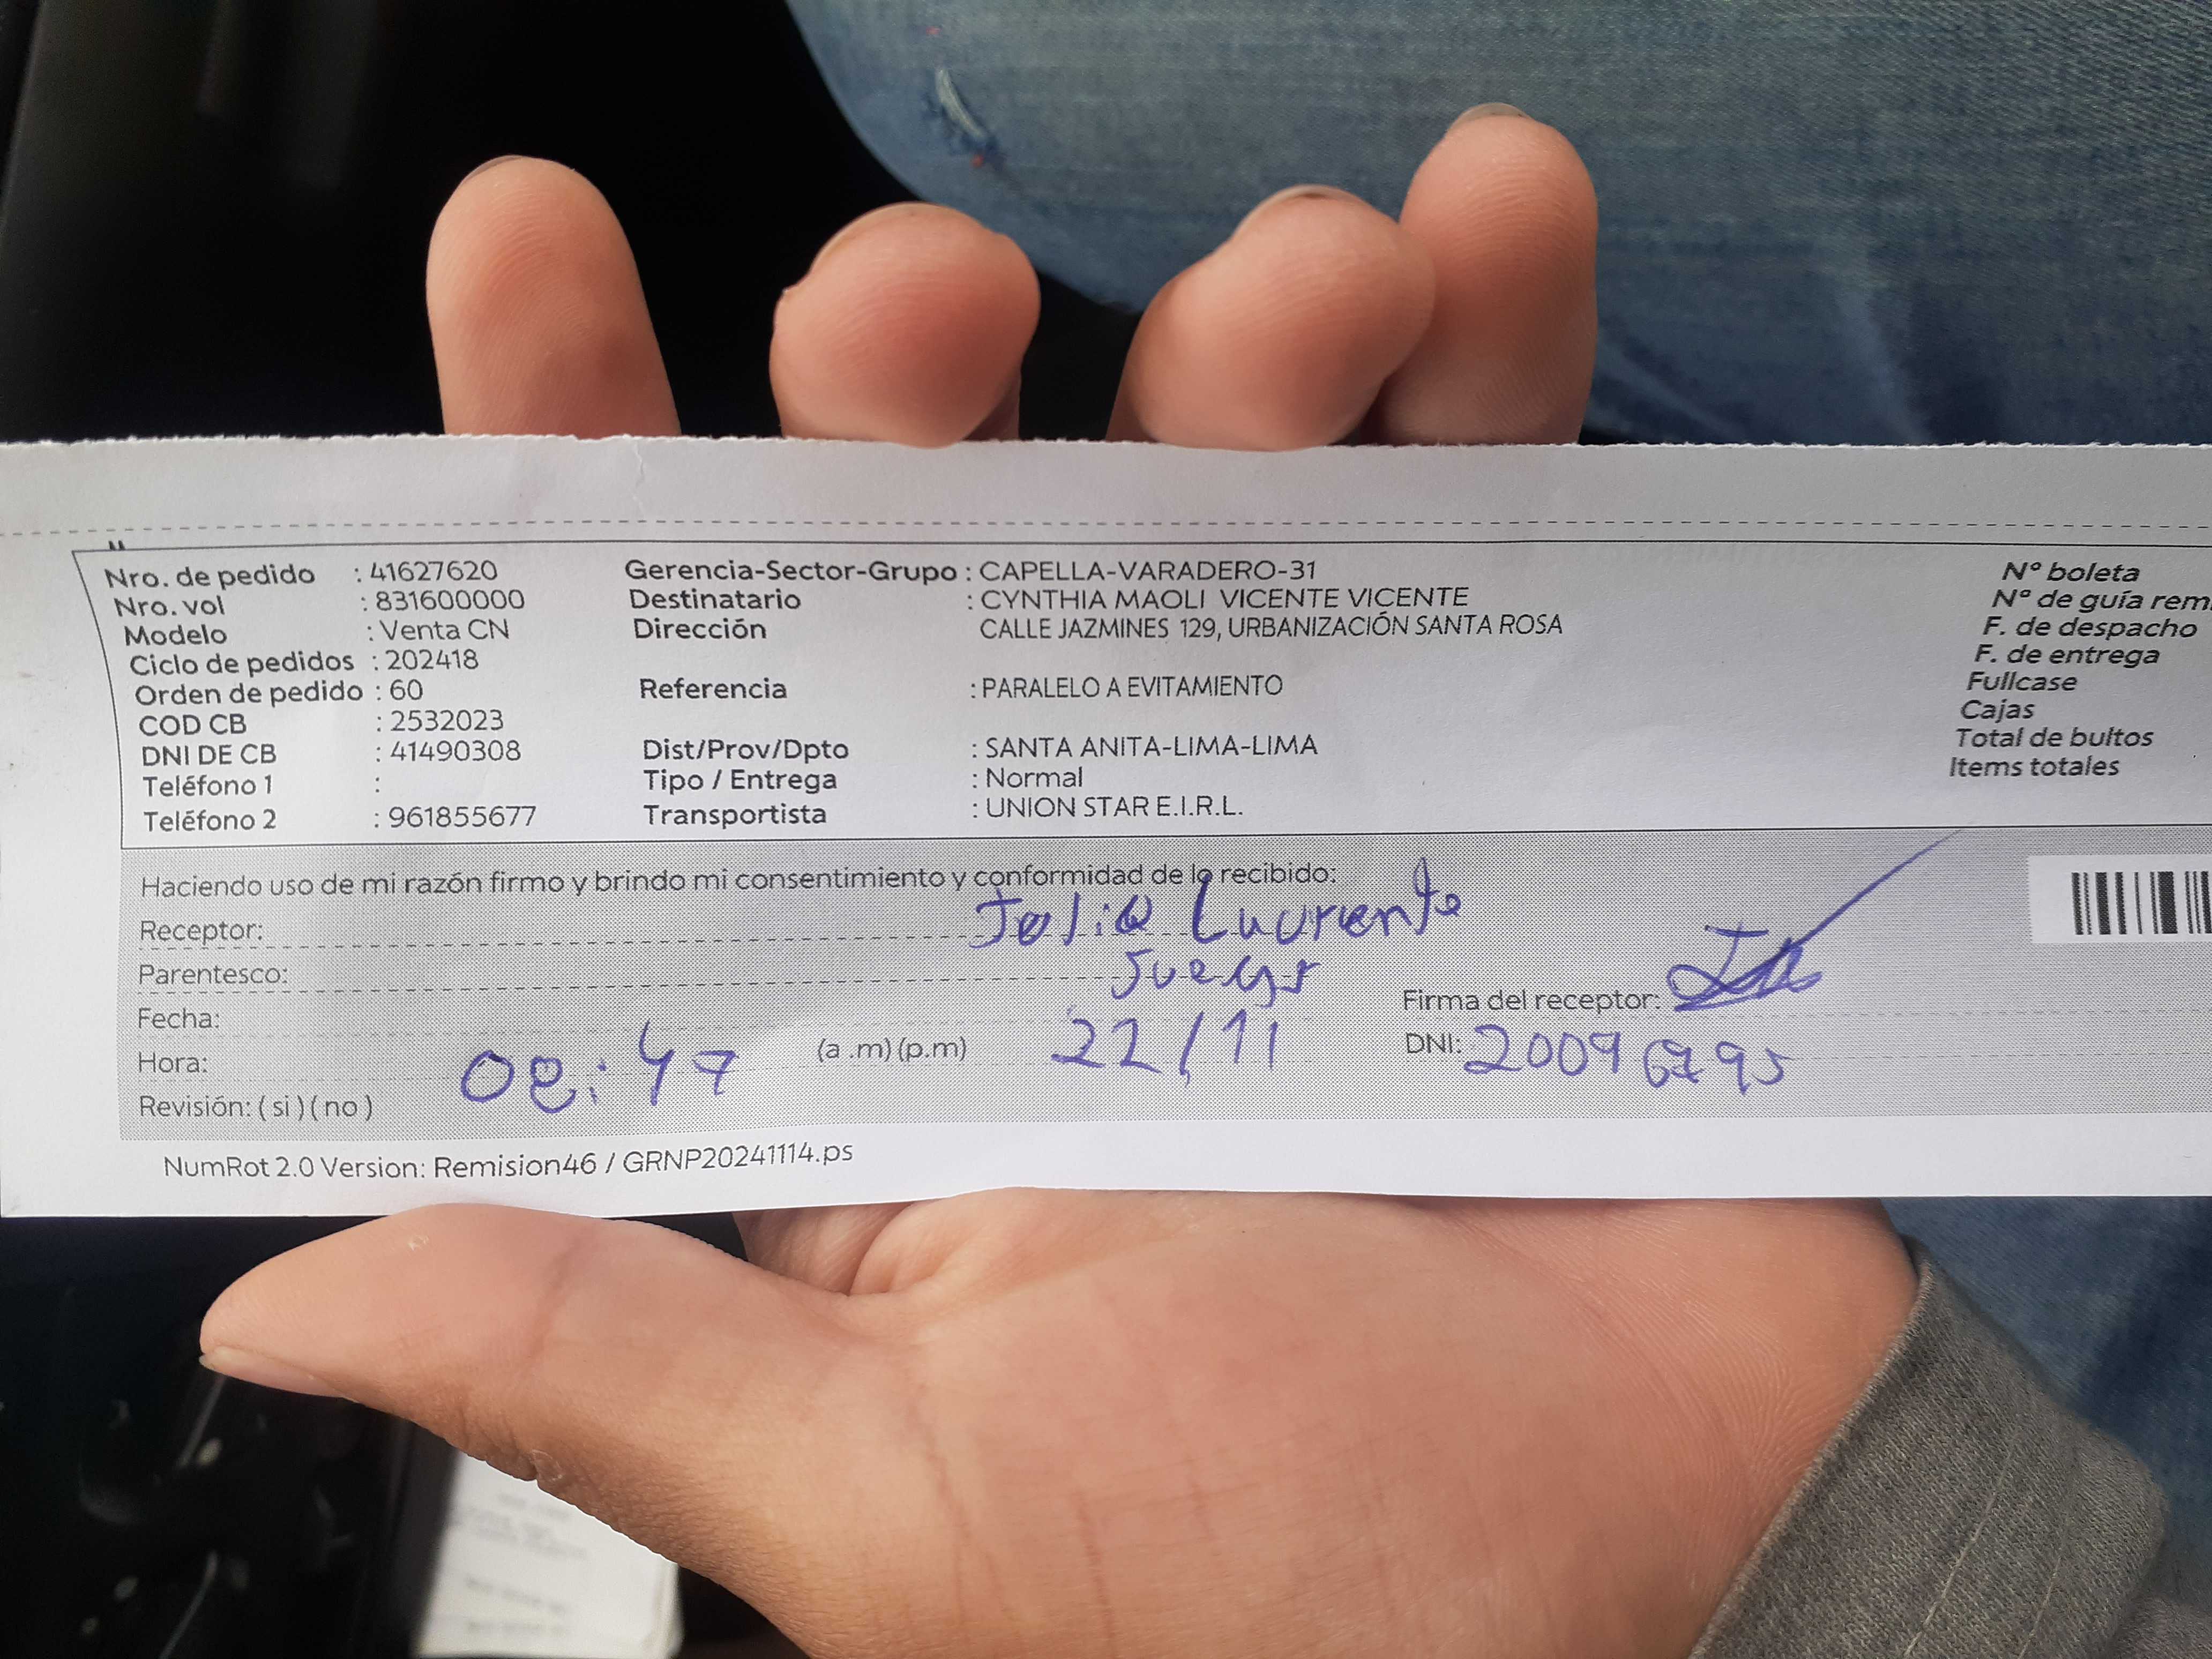 Nro. de pedido : 41627620
Nro. vol : 831600000
Modelo : Venta CN
Ciclo de pedidos : 202418
Orden de pedido : 60
COD CB : 2532023
DNI DE CB : 41490308
Teléfono 1 :
Teléfono 2 : 961855677
Gerencia-Sector-Grupo : CAPELLA-VARADERO-31
Destinatario : CYNTHIA MAOLI VICENTE VICENTE
Dirección CALLE JAZMINES 129, URBANIZACIÓN SANTA ROSA
Referencia : PARALELO A EVITAMIENTO
Dist/Prov/Dpto : SANTA ANITA-LIMA-LIMA
Tipo / Entrega : Normal
Transportista : UNION STAR E.I.R.L.
N° boleta
N° de guía rem
F. de despacho
F. de entrega
Fullcase
Cajas
Total de bultos
Items totales
Haciendo uso de mi razón firmo y brindo mi consentimiento y conformidad de lo recibido:
Receptor:
Parentesco:
Fecha: 22/11
Hora: 08:47 (a .m) (p.m)
Revisión: ( si ) ( no )
Firma del receptor:
DNI:
NumRot 2.0 Version: Remision46 / GRNP20241114.ps